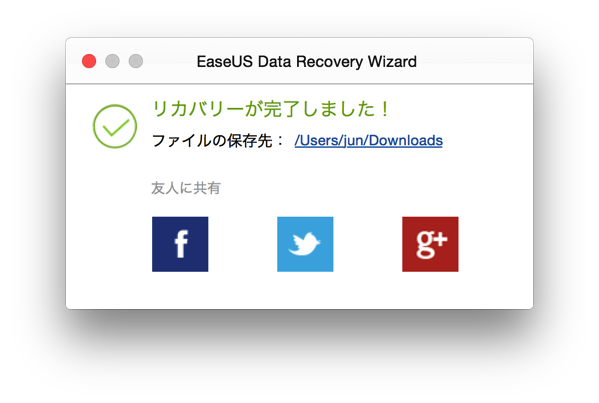 EaseUS Data Recovery Wizard
リカバリーが完了しました！
ファイルの保存先： /Users/jun/Downloads
友人に共有
f g+